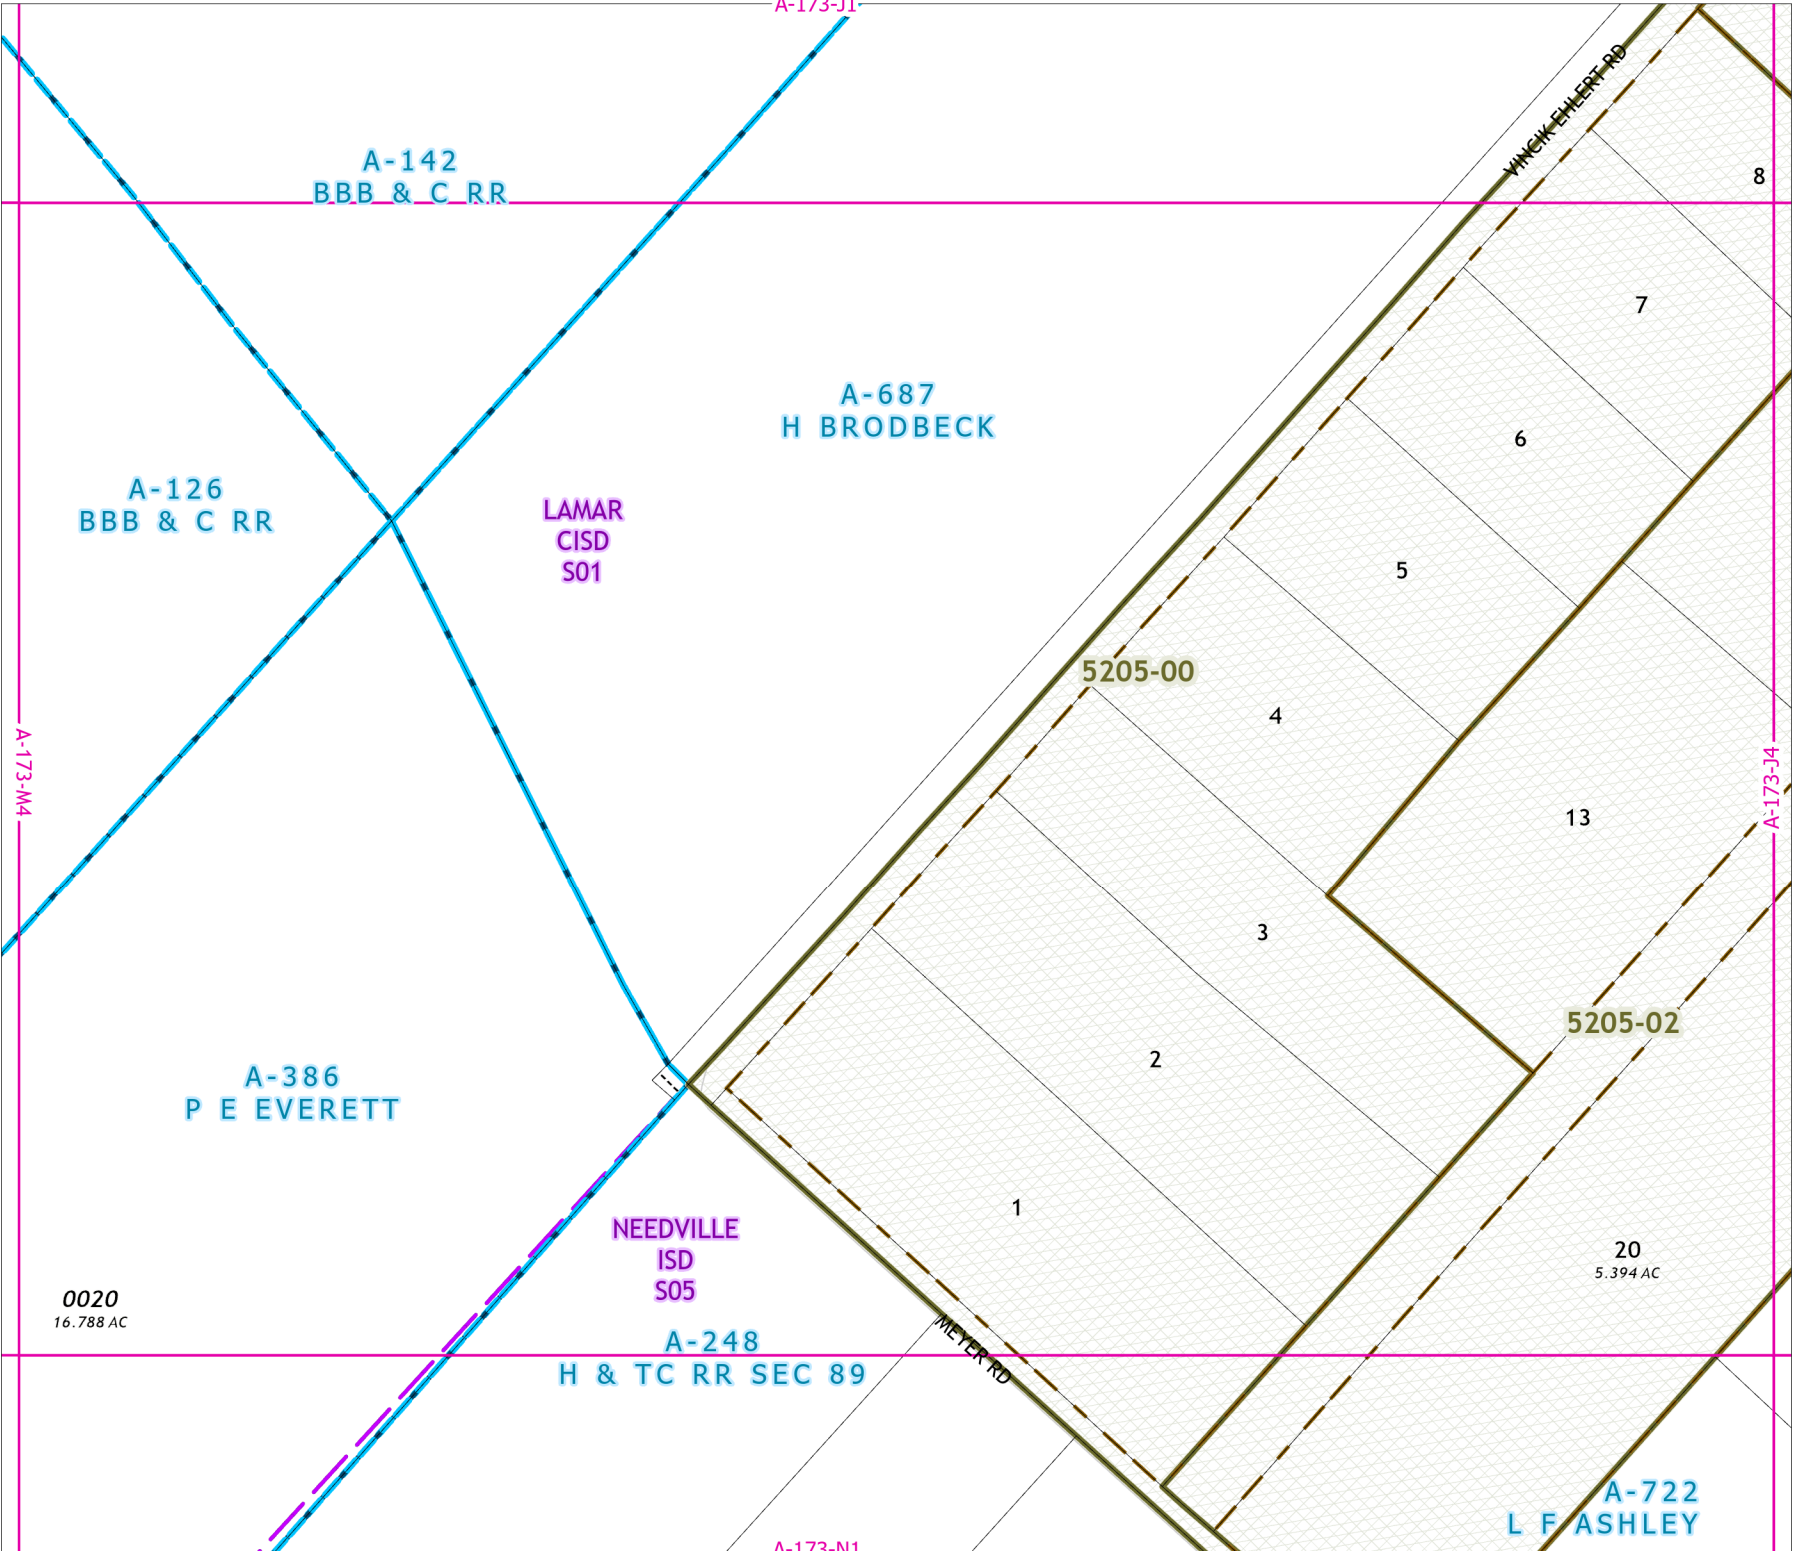 A-173-J1
VINCIK EHLERT RD
A-142
BBB & C RR
8
7
A-687
H BRODBECK
6
A-126
BBB & C RR
LAMAR
CISD
S01
5
5205-00
4
A-173-M4
A-173-J4
13
3
5205-02
2
A-386
P E EVERETT
1
NEEDVILLE
ISD
S05
20
5.394 AC
0020
16.788 AC
MEYER RD
A-248
H & TC RR SEC 89
A-722
L F ASHLEY
A-173-N1